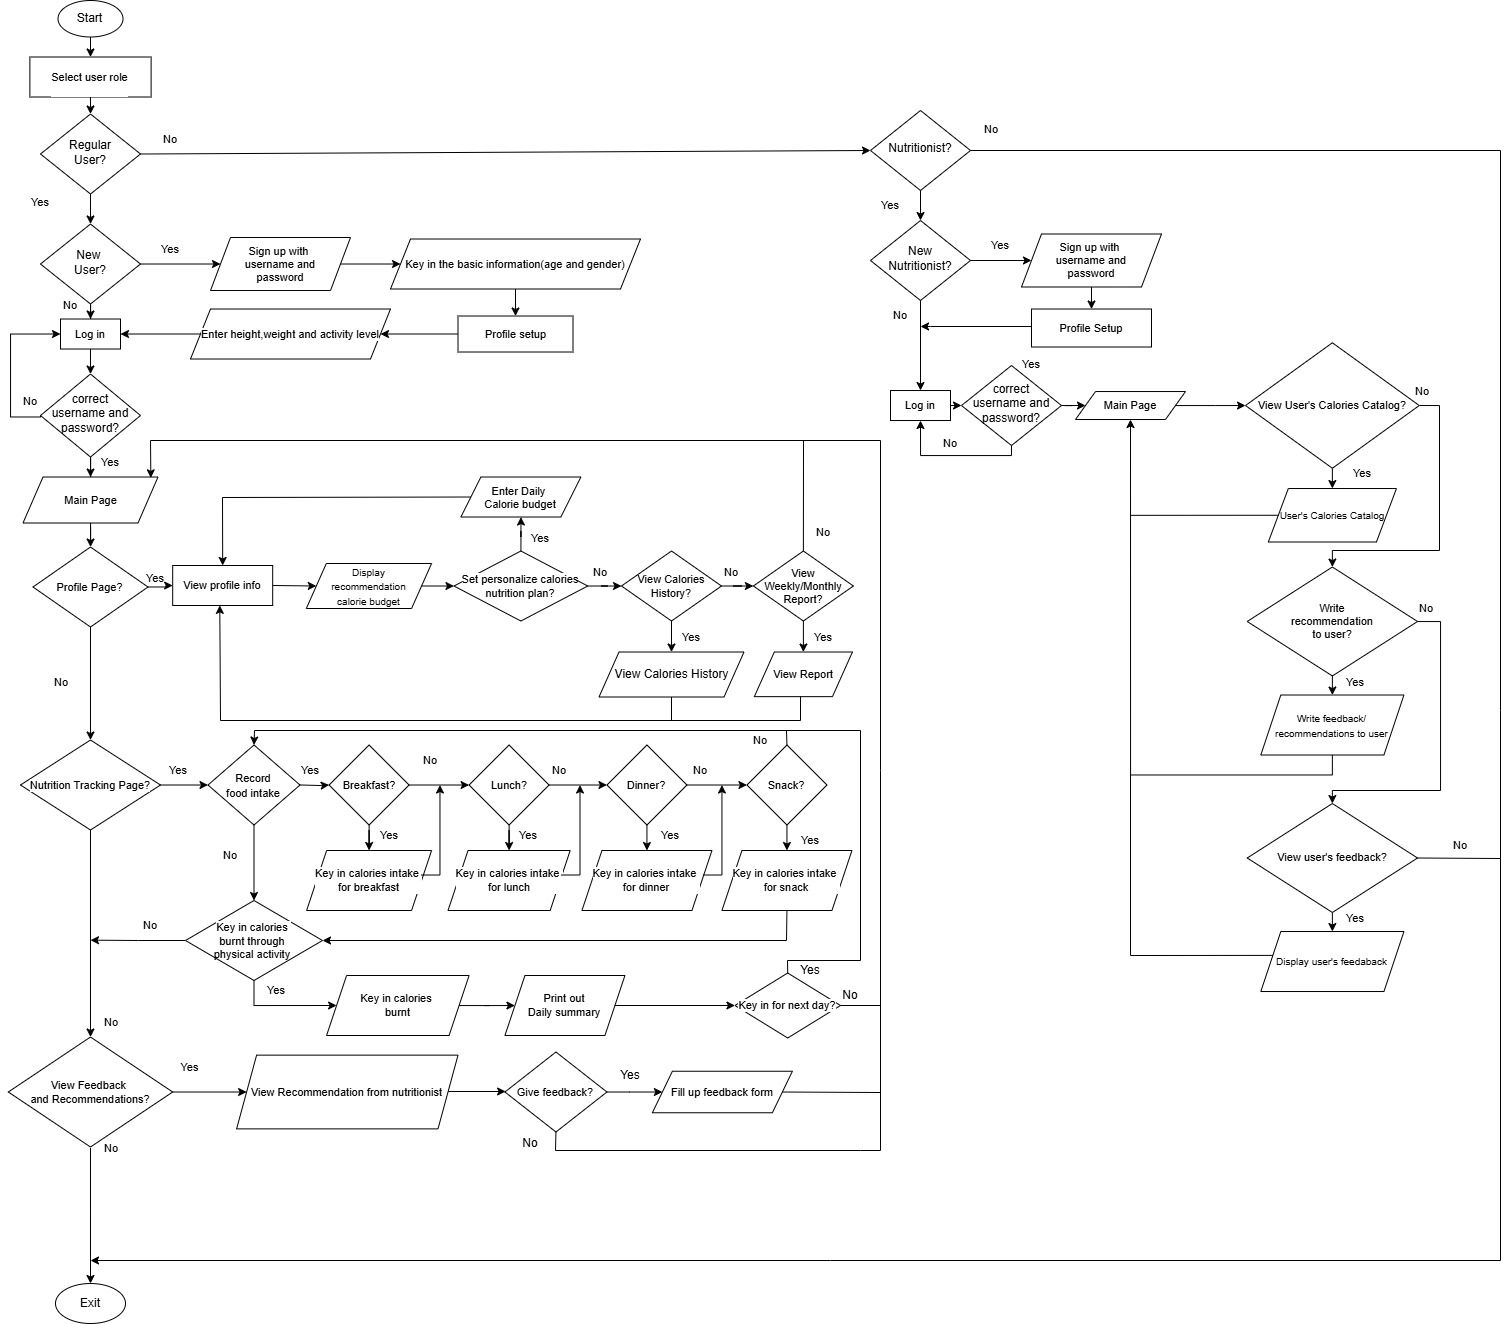 Start
Select user role
Regular
User?
No
Yes
Nutritionist?
No
Yes
New
User?
Yes
No
Sign up with
username and
password
Key in the basic information(age and gender)
Profile setup
Enter height,weight and activity level
Log in
correct
username and
password?
No
Yes
New
Nutritionist?
Yes
No
Sign up with
username and
password
Profile Setup
Log in
correct
username and
password?
Yes
No
Main Page
View User's Calories Catalog?
No
Yes
User's Calories Catalog
Write
recommendation
to user?
No
Yes
Write feedback/
recommendations to user
View user's feedback?
No
Yes
Display user's feedaback
Main Page
Profile Page?
Yes
No
View profile info
Display
recommendation
calorie budget
Set personalize calories
nutrition plan?
Yes
No
Enter Daily
Calorie budget
View Calories
History?
No
Yes
View Calories History
View
Weekly/Monthly
Report?
No
Yes
View Report
Nutrition Tracking Page?
Yes
No
Record
food intake
Yes
No
Breakfast?
No
Yes
Key in calories intake
for breakfast
Lunch?
No
Yes
Key in calories intake
for lunch
Dinner?
No
Yes
Key in calories intake
for dinner
Snack?
No
Yes
Key in calories intake
for snack
Key in calories
burnt through
physical activity
No
Yes
Key in calories
burnt
Print out
Daily summary
Key in for next day?
Yes
No
View Feedback
and Recommendations?
Yes
No
View Recommendation from nutritionist
Give feedback?
Yes
No
Fill up feedback form
Exit